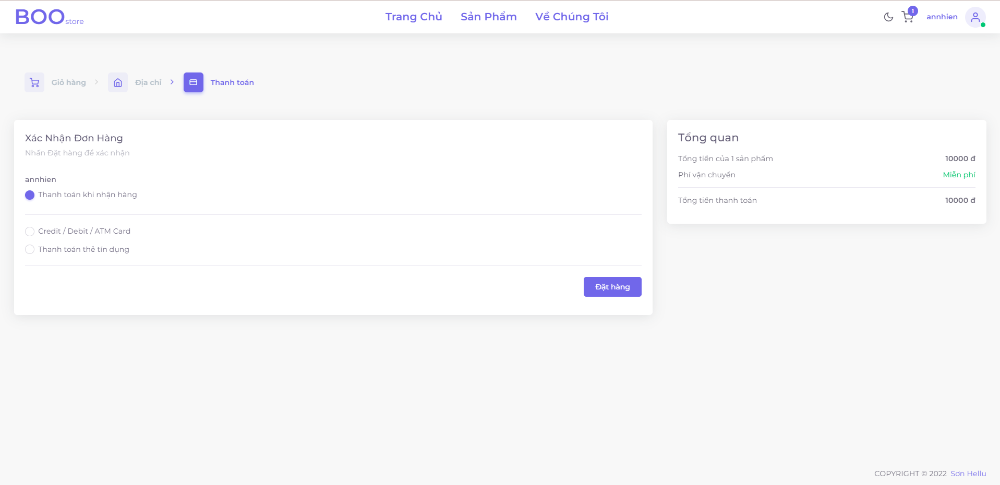 BOO store
Trang Chủ Sản Phẩm Về Chúng Tôi
1
annhien
Giỏ hàng Địa chỉ Thanh toán
Xác Nhận Đơn Hàng
Nhấn Đặt hàng để xác nhận
annhien
Thanh toán khi nhận hàng
Credit / Debit / ATM Card
Thanh toán thẻ tín dụng
Đặt hàng
Tổng quan
Tổng tiền của 1 sản phẩm 10000 đ
Phí vận chuyển Miễn phí
Tổng tiền thanh toán 10000 đ
COPYRIGHT © 2022 Sơn Hellu